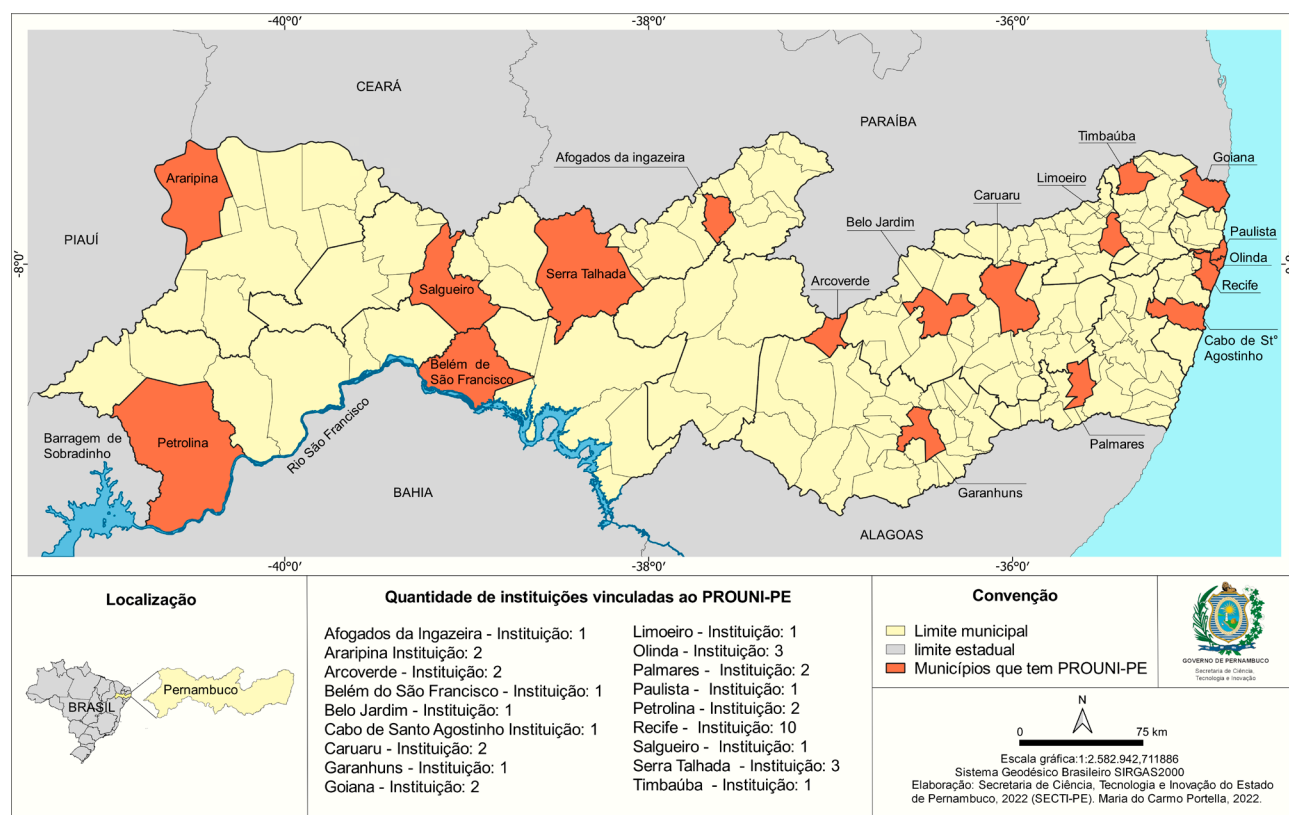 -40°0'
-38°0'
-36°0'
CEARÁ
PARAÍBA
Timbaúba
Afogados da ingazeira
Goiana
Araripina
Limoeiro
Caruaru
Belo Jardim
PIAUÍ
Paulista
-8°0'
Olinda
Serra Talhada
Arcoverde
Salgueiro
Recife
Cabo de St°
Agostinho
Belém de
São Francisco
Rio São Francisco
Barragem de
Sobradinho
Petrolina
Palmares
BAHIA
Garanhuns
ALAGOAS
-40°0'
-38°0'
-36°0'
Localização
Pernambuco
BRASIL
Quantidade de instituições vinculadas ao PROUNI-PE
Afogados da Ingazeira - Instituição: 1
Araripina Instituição: 2
Arcoverde - Instituição: 2
Belém do São Francisco - Instituição: 1
Belo Jardim - Instituição: 1
Cabo de Santo Agostinho Instituição: 1
Caruaru - Instituição: 2
Garanhuns - Instituição: 1
Goiana - Instituição: 2
Limoeiro - Instituição: 1
Olinda - Instituição: 3
Palmares - Instituição: 2
Paulista - Instituição: 1
Petrolina - Instituição: 2
Recife - Instituição: 10
Salgueiro - Instituição: 1
Serra Talhada - Instituição: 3
Timbaúba - Instituição: 1
Convenção
Limite municipal
limite estadual
Municípios que tem PROUNI-PE
GOVERNO DE PERNAMBUCO
Secretaria de Ciência,
Tecnologia e Inovação
N
0 75 km
Escala gráfica:1:2.582.942,711886
Sistema Geodésico Brasileiro SIRGAS2000
Elaboração: Secretaria de Ciência, Tecnologia e Inovação do Estado
de Pernambuco, 2022 (SECTI-PE). Maria do Carmo Portella, 2022.